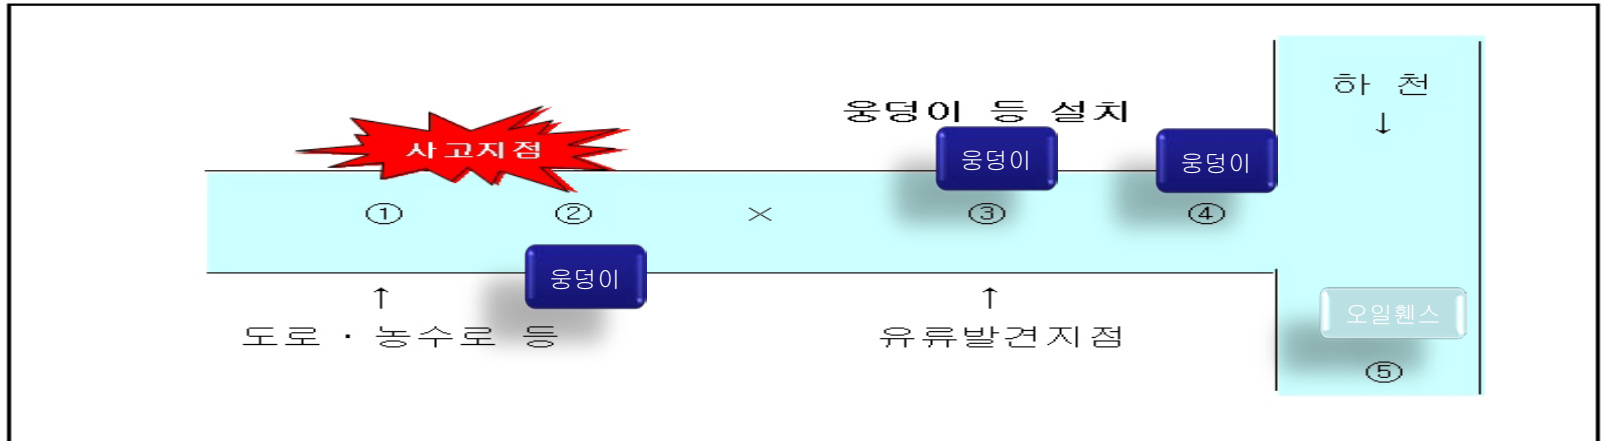 하 천
↓
웅덩이 등 설치
사고지점
웅덩이
웅덩이
① ② × ③ ④
웅덩이
↑ ↑
오일휀스
도로 · 농수로 등
유류발견지점
⑤